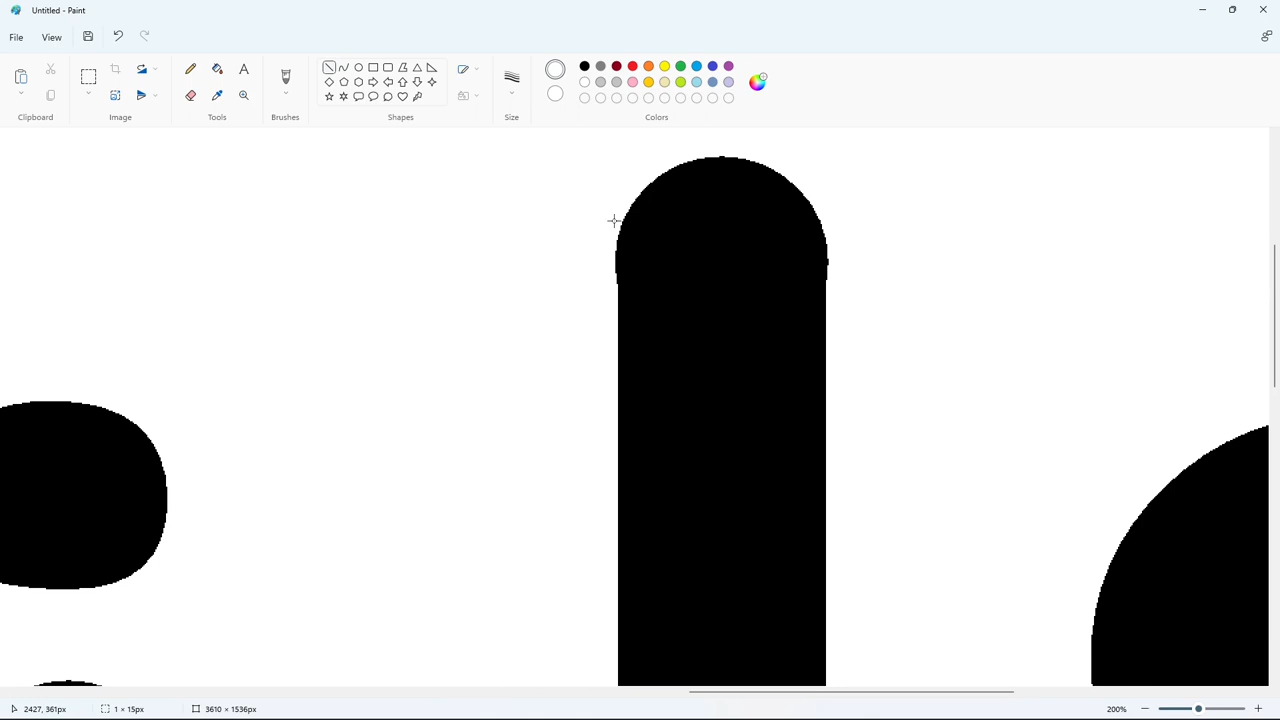 Untitled - Paint
File View
Clipboard Image Tools Brushes Shapes Size Colors
2427, 361px 1 × 15px 3610 × 1536px 200%